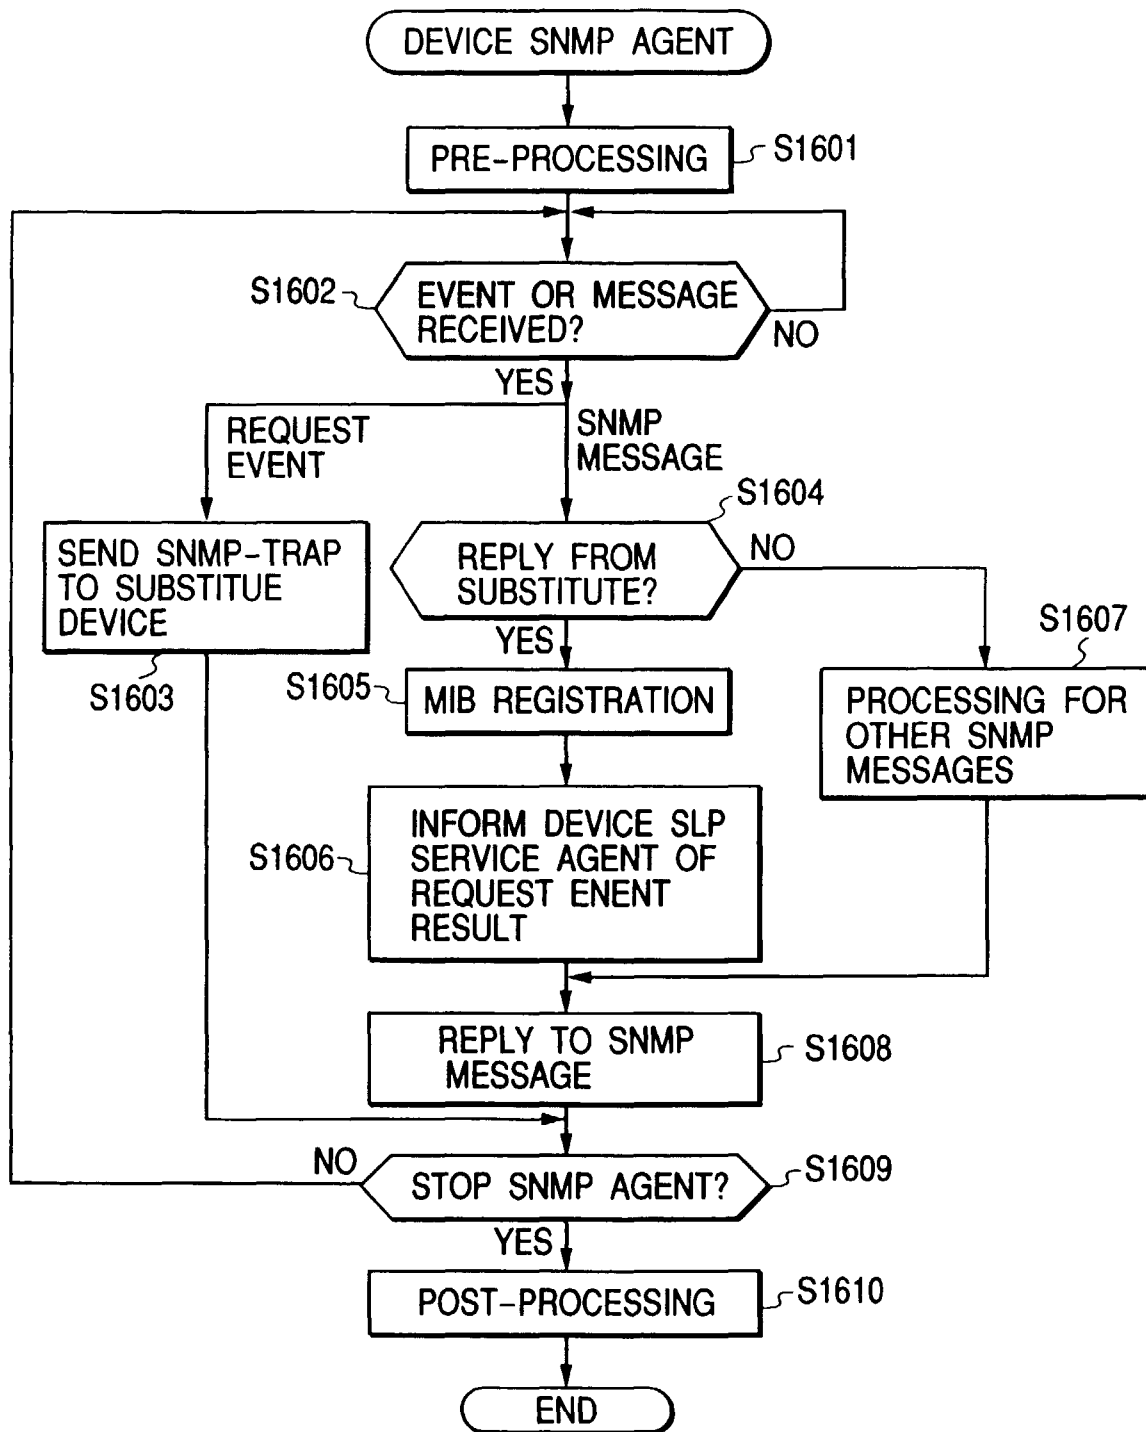 DEVICE SNMP AGENT
PRE-PROCESSING
S1601
S1602
EVENT OR MESSAGE
RECEIVED?
NO
YES
REQUEST
EVENT
SNMP
MESSAGE
S1604
SEND SNMP-TRAP
TO SUBSTITUE
DEVICE
S1603
REPLY FROM
SUBSTITUTE?
NO
YES
S1607
S1605
MIB REGISTRATION
PROCESSING FOR
OTHER SNMP
MESSAGES
S1606
INFORM DEVICE SLP
SERVICE AGENT OF
REQUEST ENENT
RESULT
REPLY TO SNMP
MESSAGE
S1608
NO
STOP SNMP AGENT?
S1609
YES
POST-PROCESSING
S1610
END